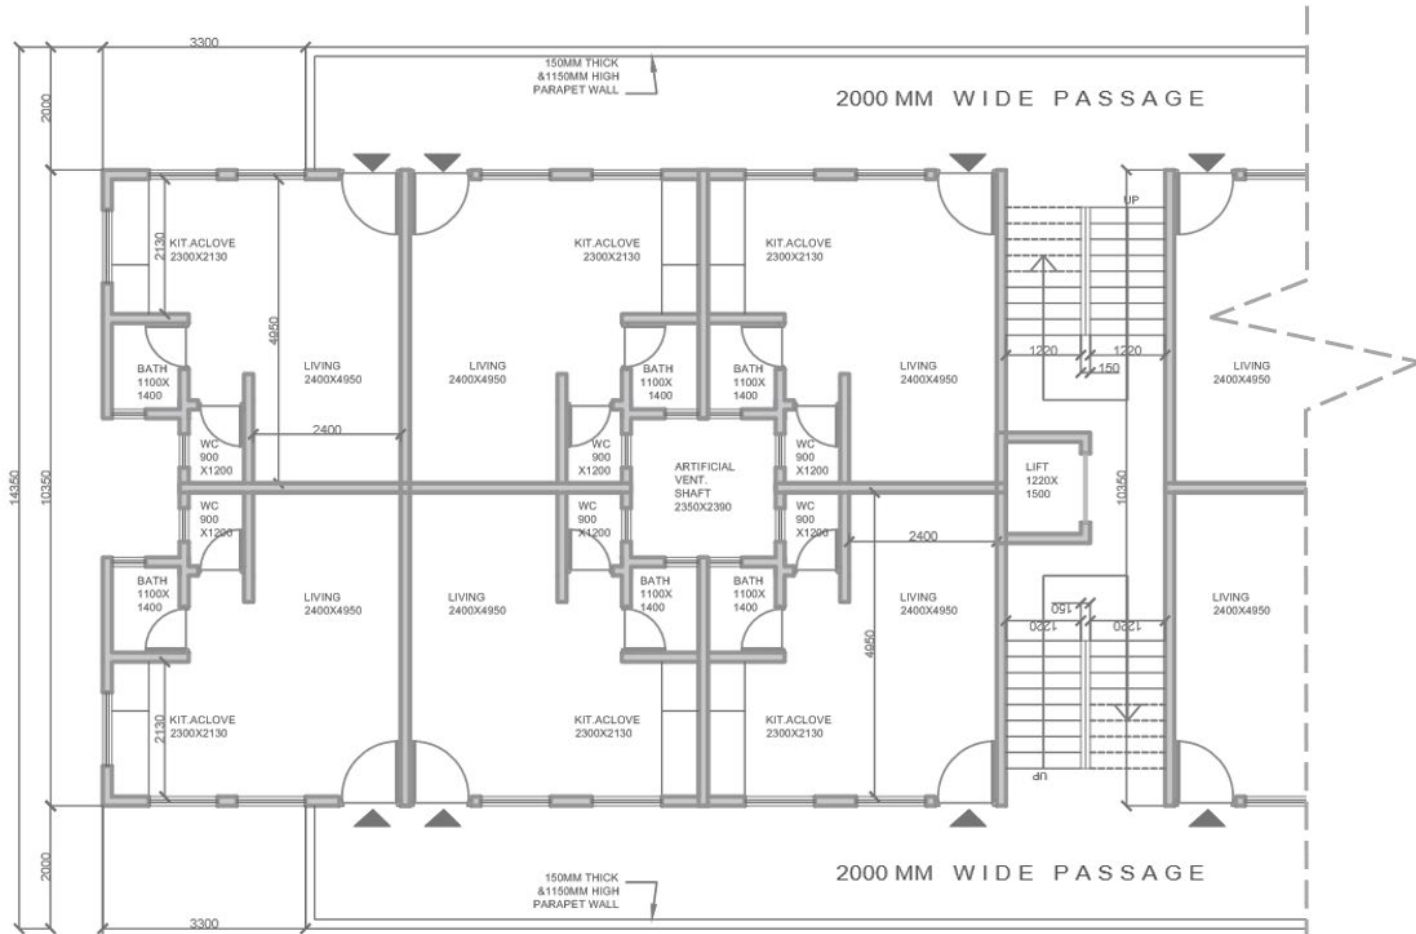 3300
150MM THICK
&1150MM HIGH
PARAPET WALL
2000 MM WIDE PASSAGE
2000
UP
2130
KIT.ACLOVE
2300X2130
KIT.ACLOVE
2300X2130
KIT.ACLOVE
2300X2130
4950
1220
1220
150
BATH
1100X
1400
LIVING
2400X4950
LIVING
2400X4950
BATH
1100X
1400
BATH
1100X
1400
LIVING
2400X4950
LIVING
2400X4950
2400
WC
900
X1200
WC
900
X1200
WC
900
X1200
14350
10350
ARTIFICIAL
VENT.
SHAFT
2350X2390
LIFT
1220X
1500
10350
WC
900
X1200
WC
900
X1200
WC
900
X1200
2400
BATH
1100X
1400
LIVING
2400X4950
LIVING
2400X4950
BATH
1100X
1400
BATH
1100X
1400
LIVING
2400X4950
LIVING
2400X4950
150
1220
1220
4950
2130
KIT.ACLOVE
2300X2130
KIT.ACLOVE
2300X2130
KIT.ACLOVE
2300X2130
UP
2000
150MM THICK
&1150MM HIGH
PARAPET WALL
2000 MM WIDE PASSAGE
3300